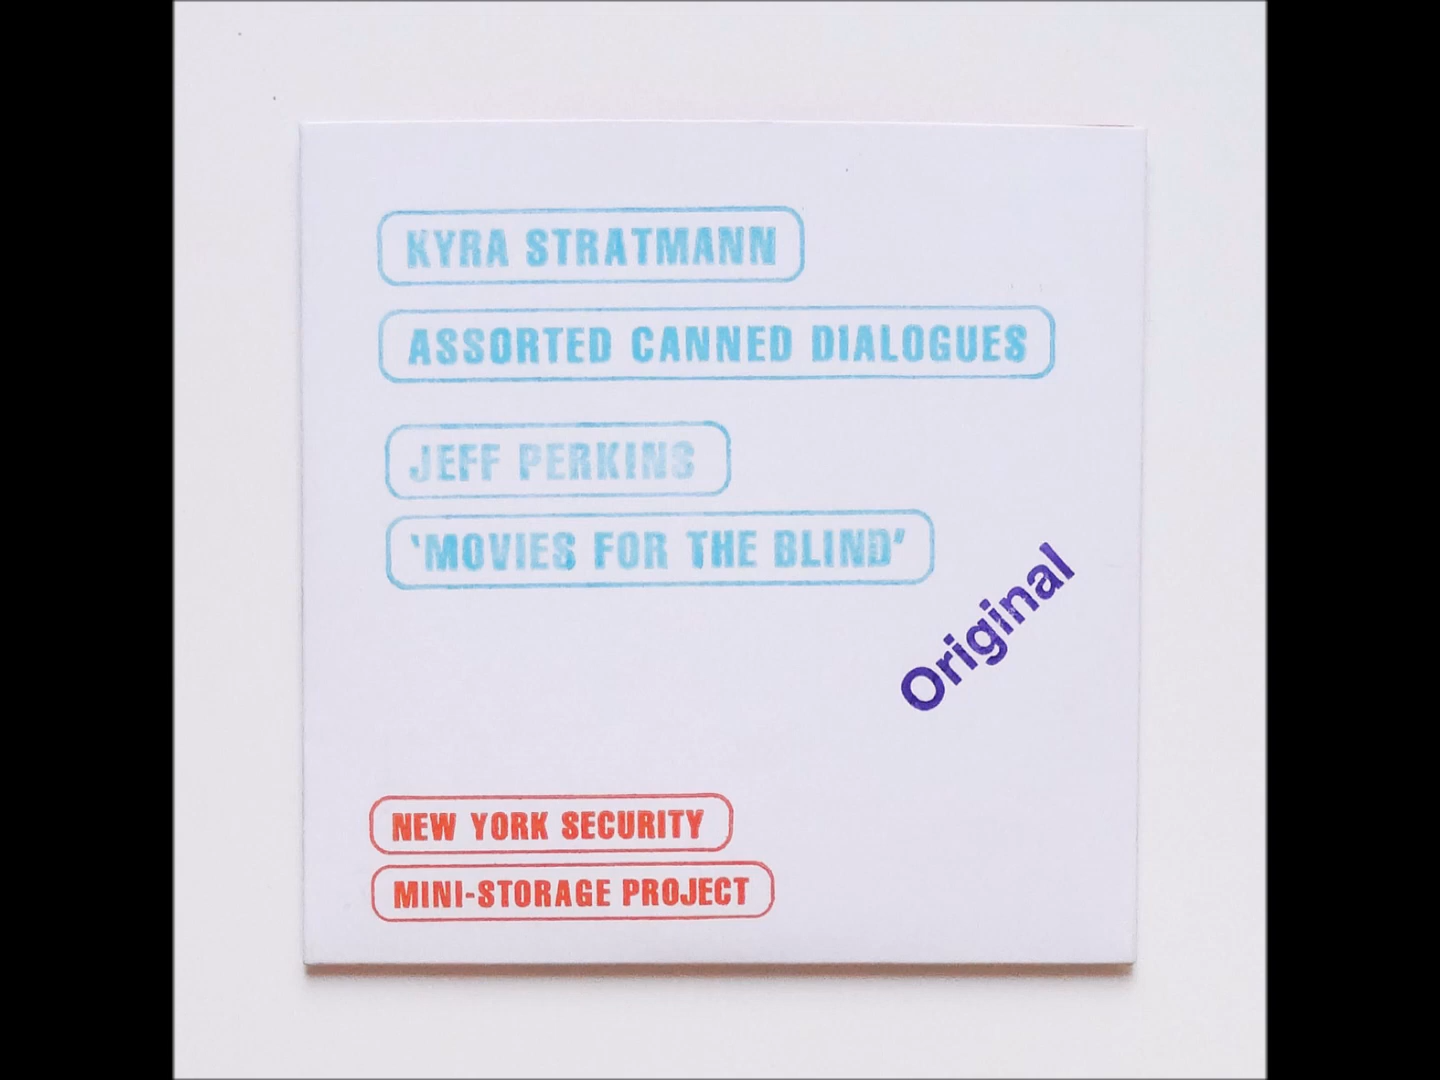 KYRA STRATMANN
ASSORTED CANNED DIALOGUES
JEFF PERKINS
'MOVIES FOR THE BLIND'
Original
NEW YORK SECURITY
MINI-STORAGE PROJECT